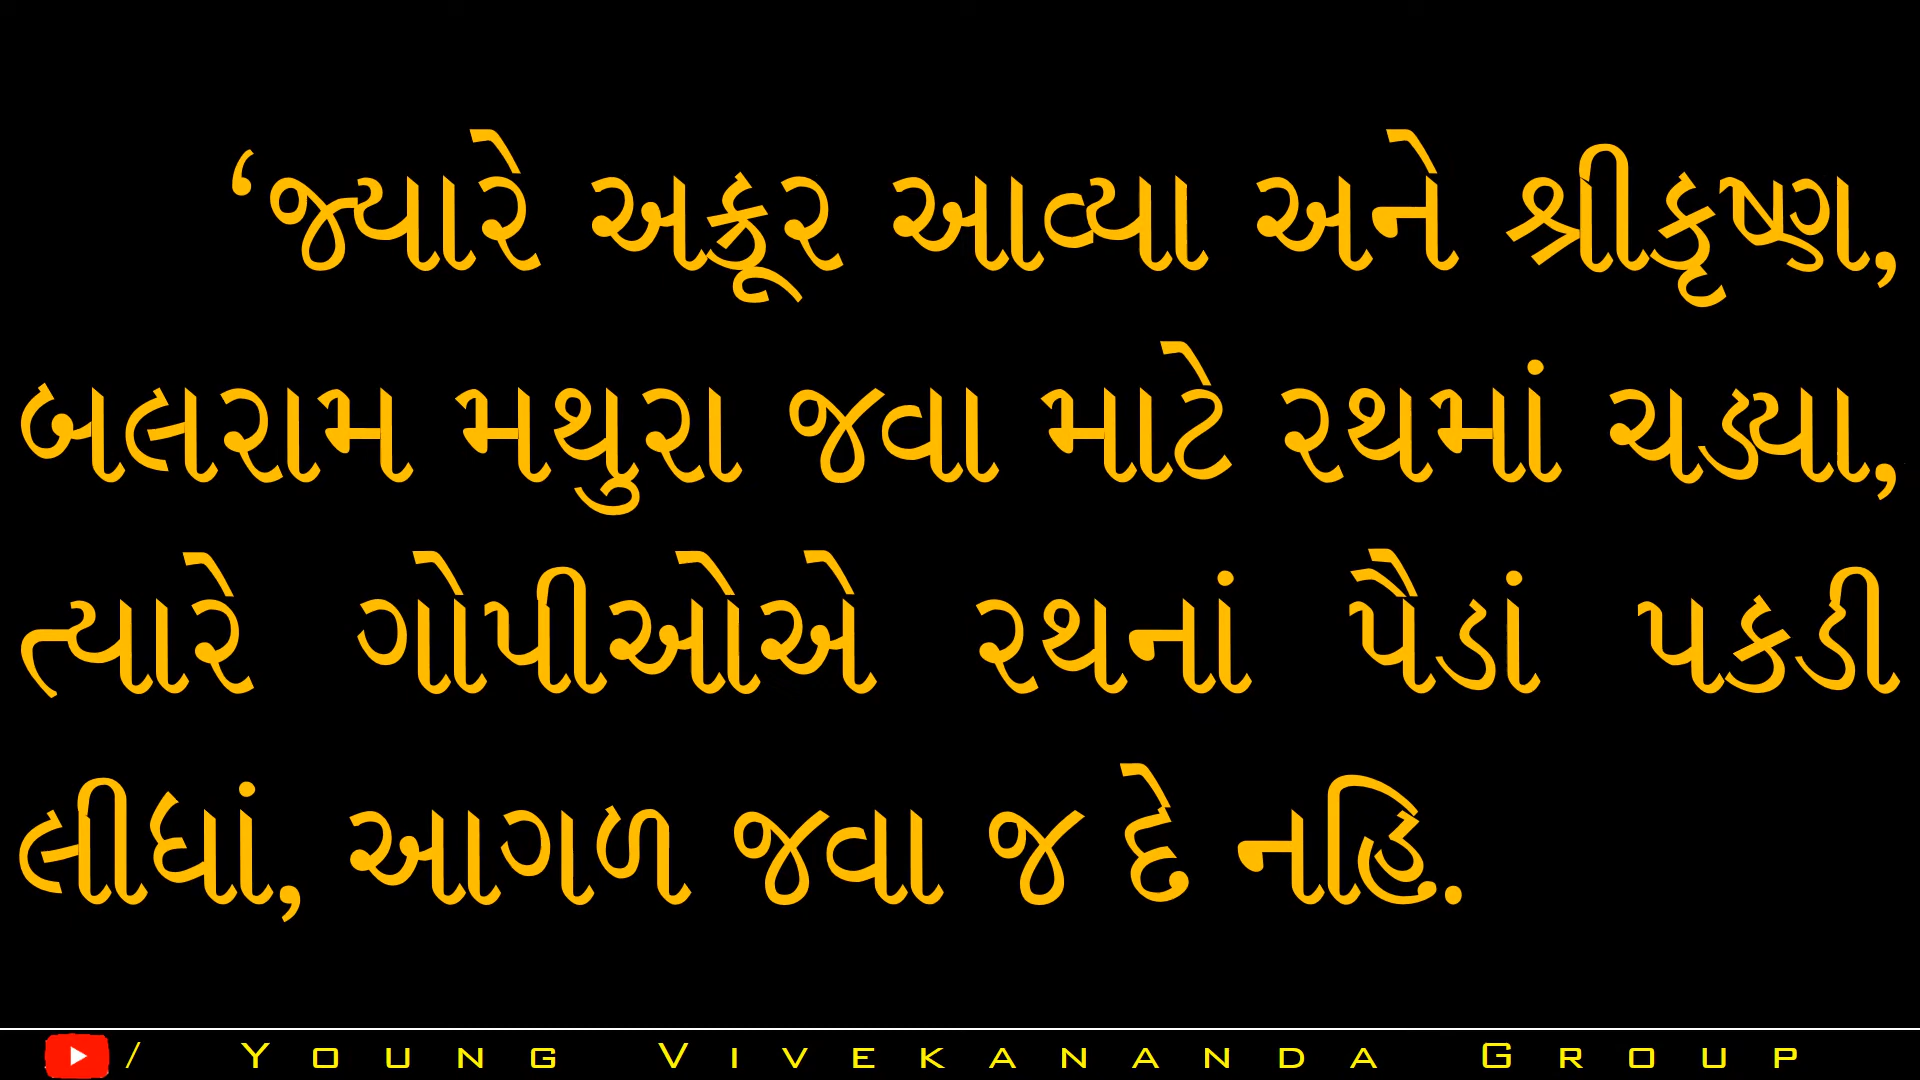 ‘જ્યારે અક્રૂર આવ્યા અને શ્રીકૃષ્ણ,
બલરામ મથુરા જવા માટે રથમાં ચડ્યા,
ત્યારે ગોપીઓએ રથનાં પૈડાં પકડી
લીધાં, આગળ જવા જ દે નહિ.
/ Young Vivekananda Group